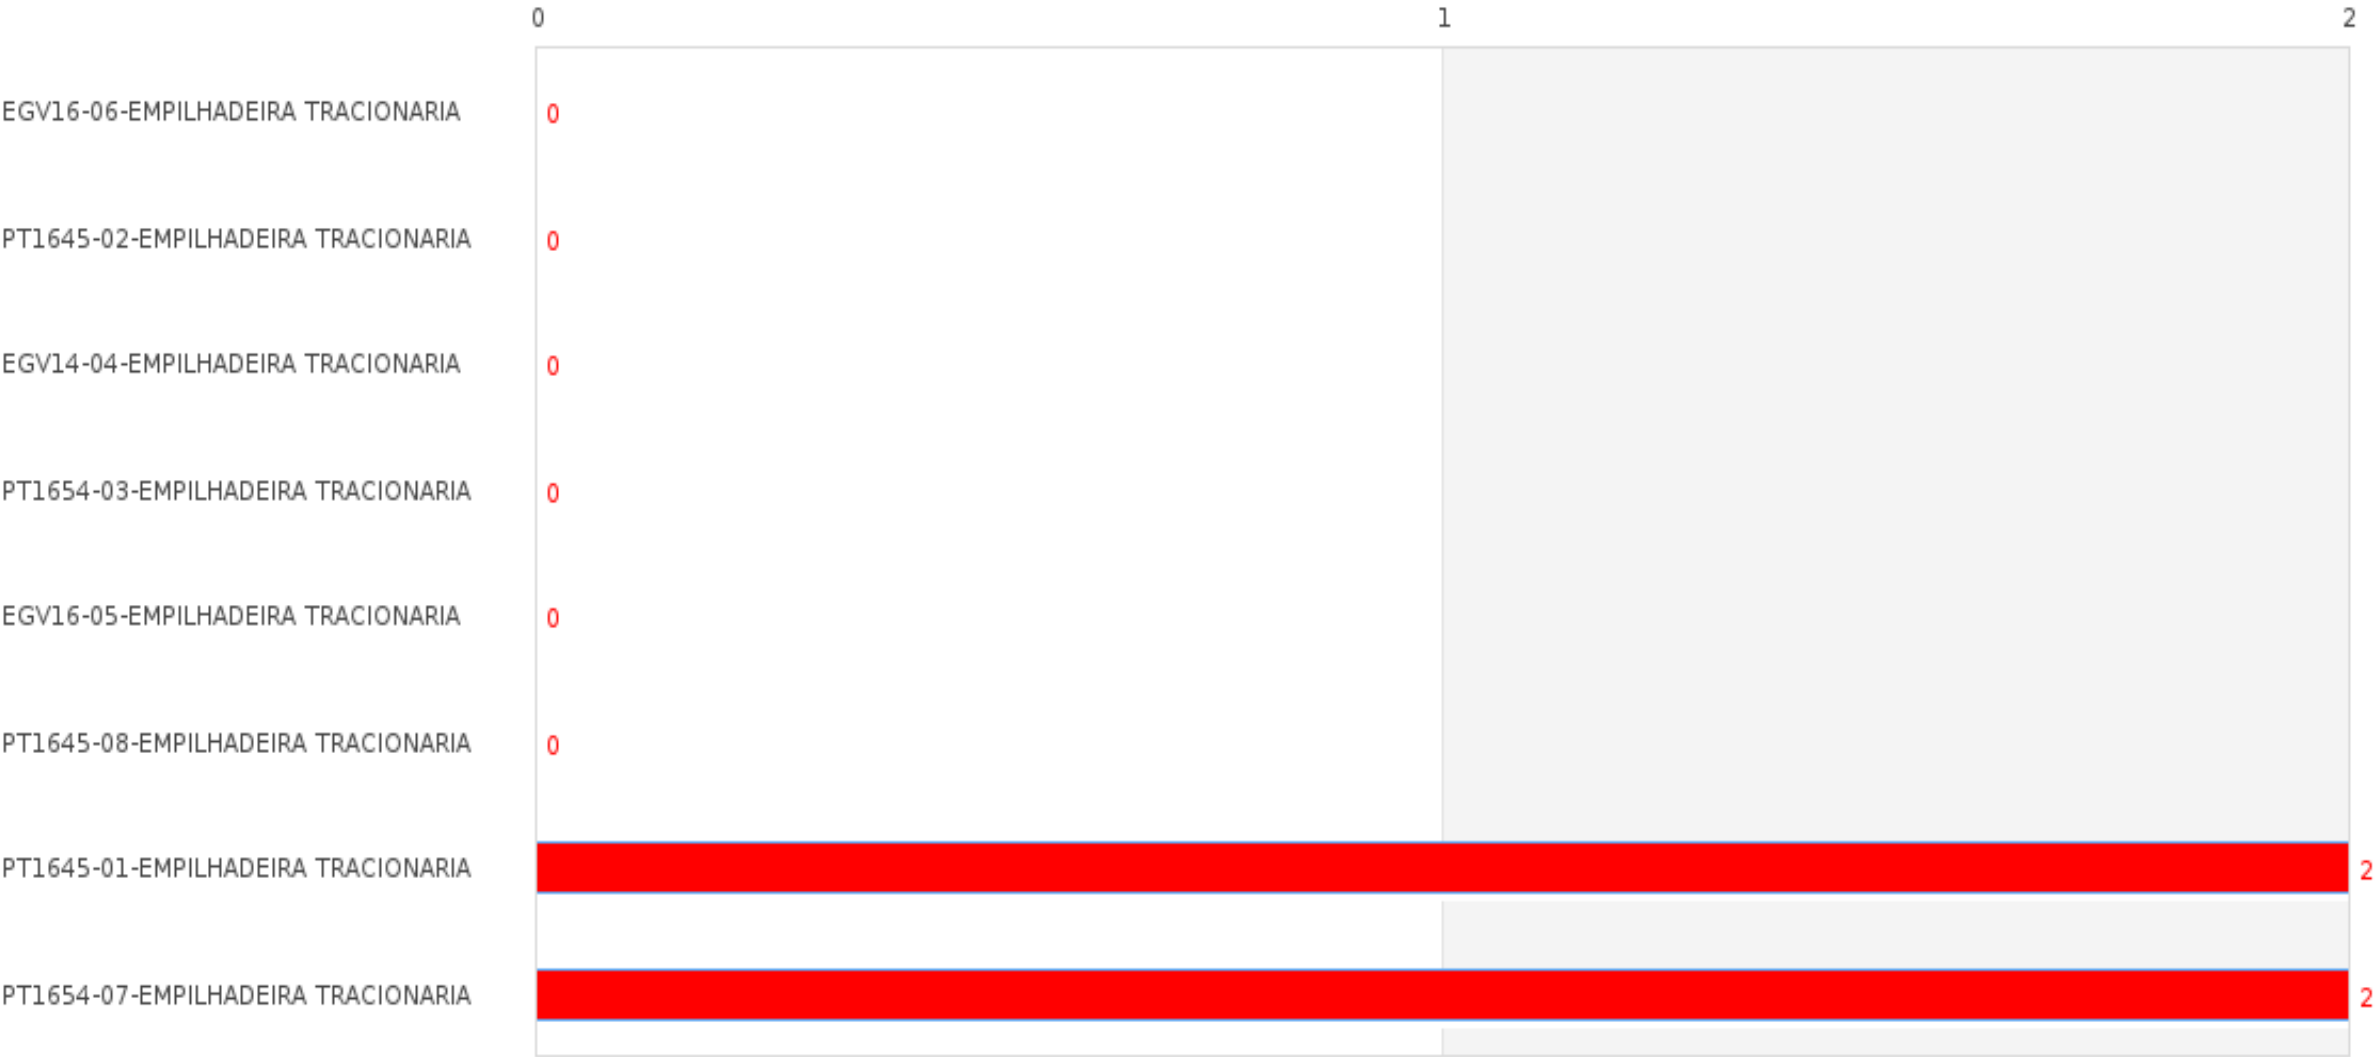 0 1 2
EGV16-06-EMPILHADEIRA TRACIONARIA 0
PT1645-02-EMPILHADEIRA TRACIONARIA 0
EGV14-04-EMPILHADEIRA TRACIONARIA 0
PT1654-03-EMPILHADEIRA TRACIONARIA 0
EGV16-05-EMPILHADEIRA TRACIONARIA 0
PT1645-08-EMPILHADEIRA TRACIONARIA 0
PT1645-01-EMPILHADEIRA TRACIONARIA 2
PT1654-07-EMPILHADEIRA TRACIONARIA 2